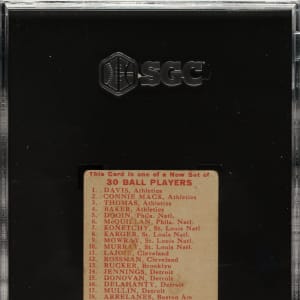 SGC
This Card is one of a New Set of
30 BALL PLAYERS
1. DAVIS, Athletics
2. CONNIE MACK, Athletics
3. THOMAS, Athletics
4. BAKER, Athletics
5. DOOIN, Phila. Natl.
6. McQUILLAN, Phila. Natl.
7. KONETCHY, St. Louis Natl
8. KARGER, St. Louis Natl.
9. MOWRAY, St. Louis Natl.
10. MURRAY, St. Louis Natl.
11. LAJOIE, Cleveland
12. ROSSMAN, Cleveland
13. RUCKER, Brooklyn
14. JENNINGS, Detroit
15. DONOVAN, Detroit
16. DELAHANTY, Detroit
17. MULLIN, Detroit
18. ARRELANES, Boston Am